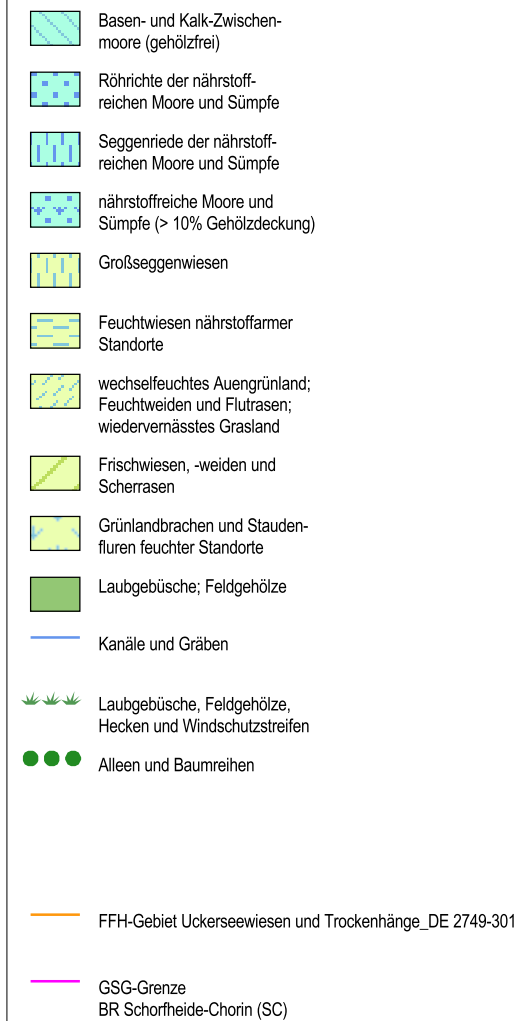 Basen- und Kalk-Zwischen-
moore (gehölzfrei)
Röhrichte der nährstoff-
reichen Moore und Sümpfe
Seggenriede der nährstoff-
reichen Moore und Sümpfe
nährstoffreiche Moore und
Sümpfe (> 10% Gehölzdeckung)
Großseggenwiesen
Feuchtwiesen nährstoffarmer
Standorte
wechselfeuchtes Auengrünland;
Feuchtweiden und Flutrasen;
wiedervernässtes Grasland
Frischwiesen, -weiden und
Scherrasen
Grünlandbrachen und Stauden-
fluren feuchter Standorte
Laubgebüsche; Feldgehölze
Kanäle und Gräben
Laubgebüsche, Feldgehölze,
Hecken und Windschutzstreifen
Alleen und Baumreihen
FFH-Gebiet Uckerseewiesen und Trockenhänge_DE 2749-301
GSG-Grenze
BR Schorfheide-Chorin (SC)